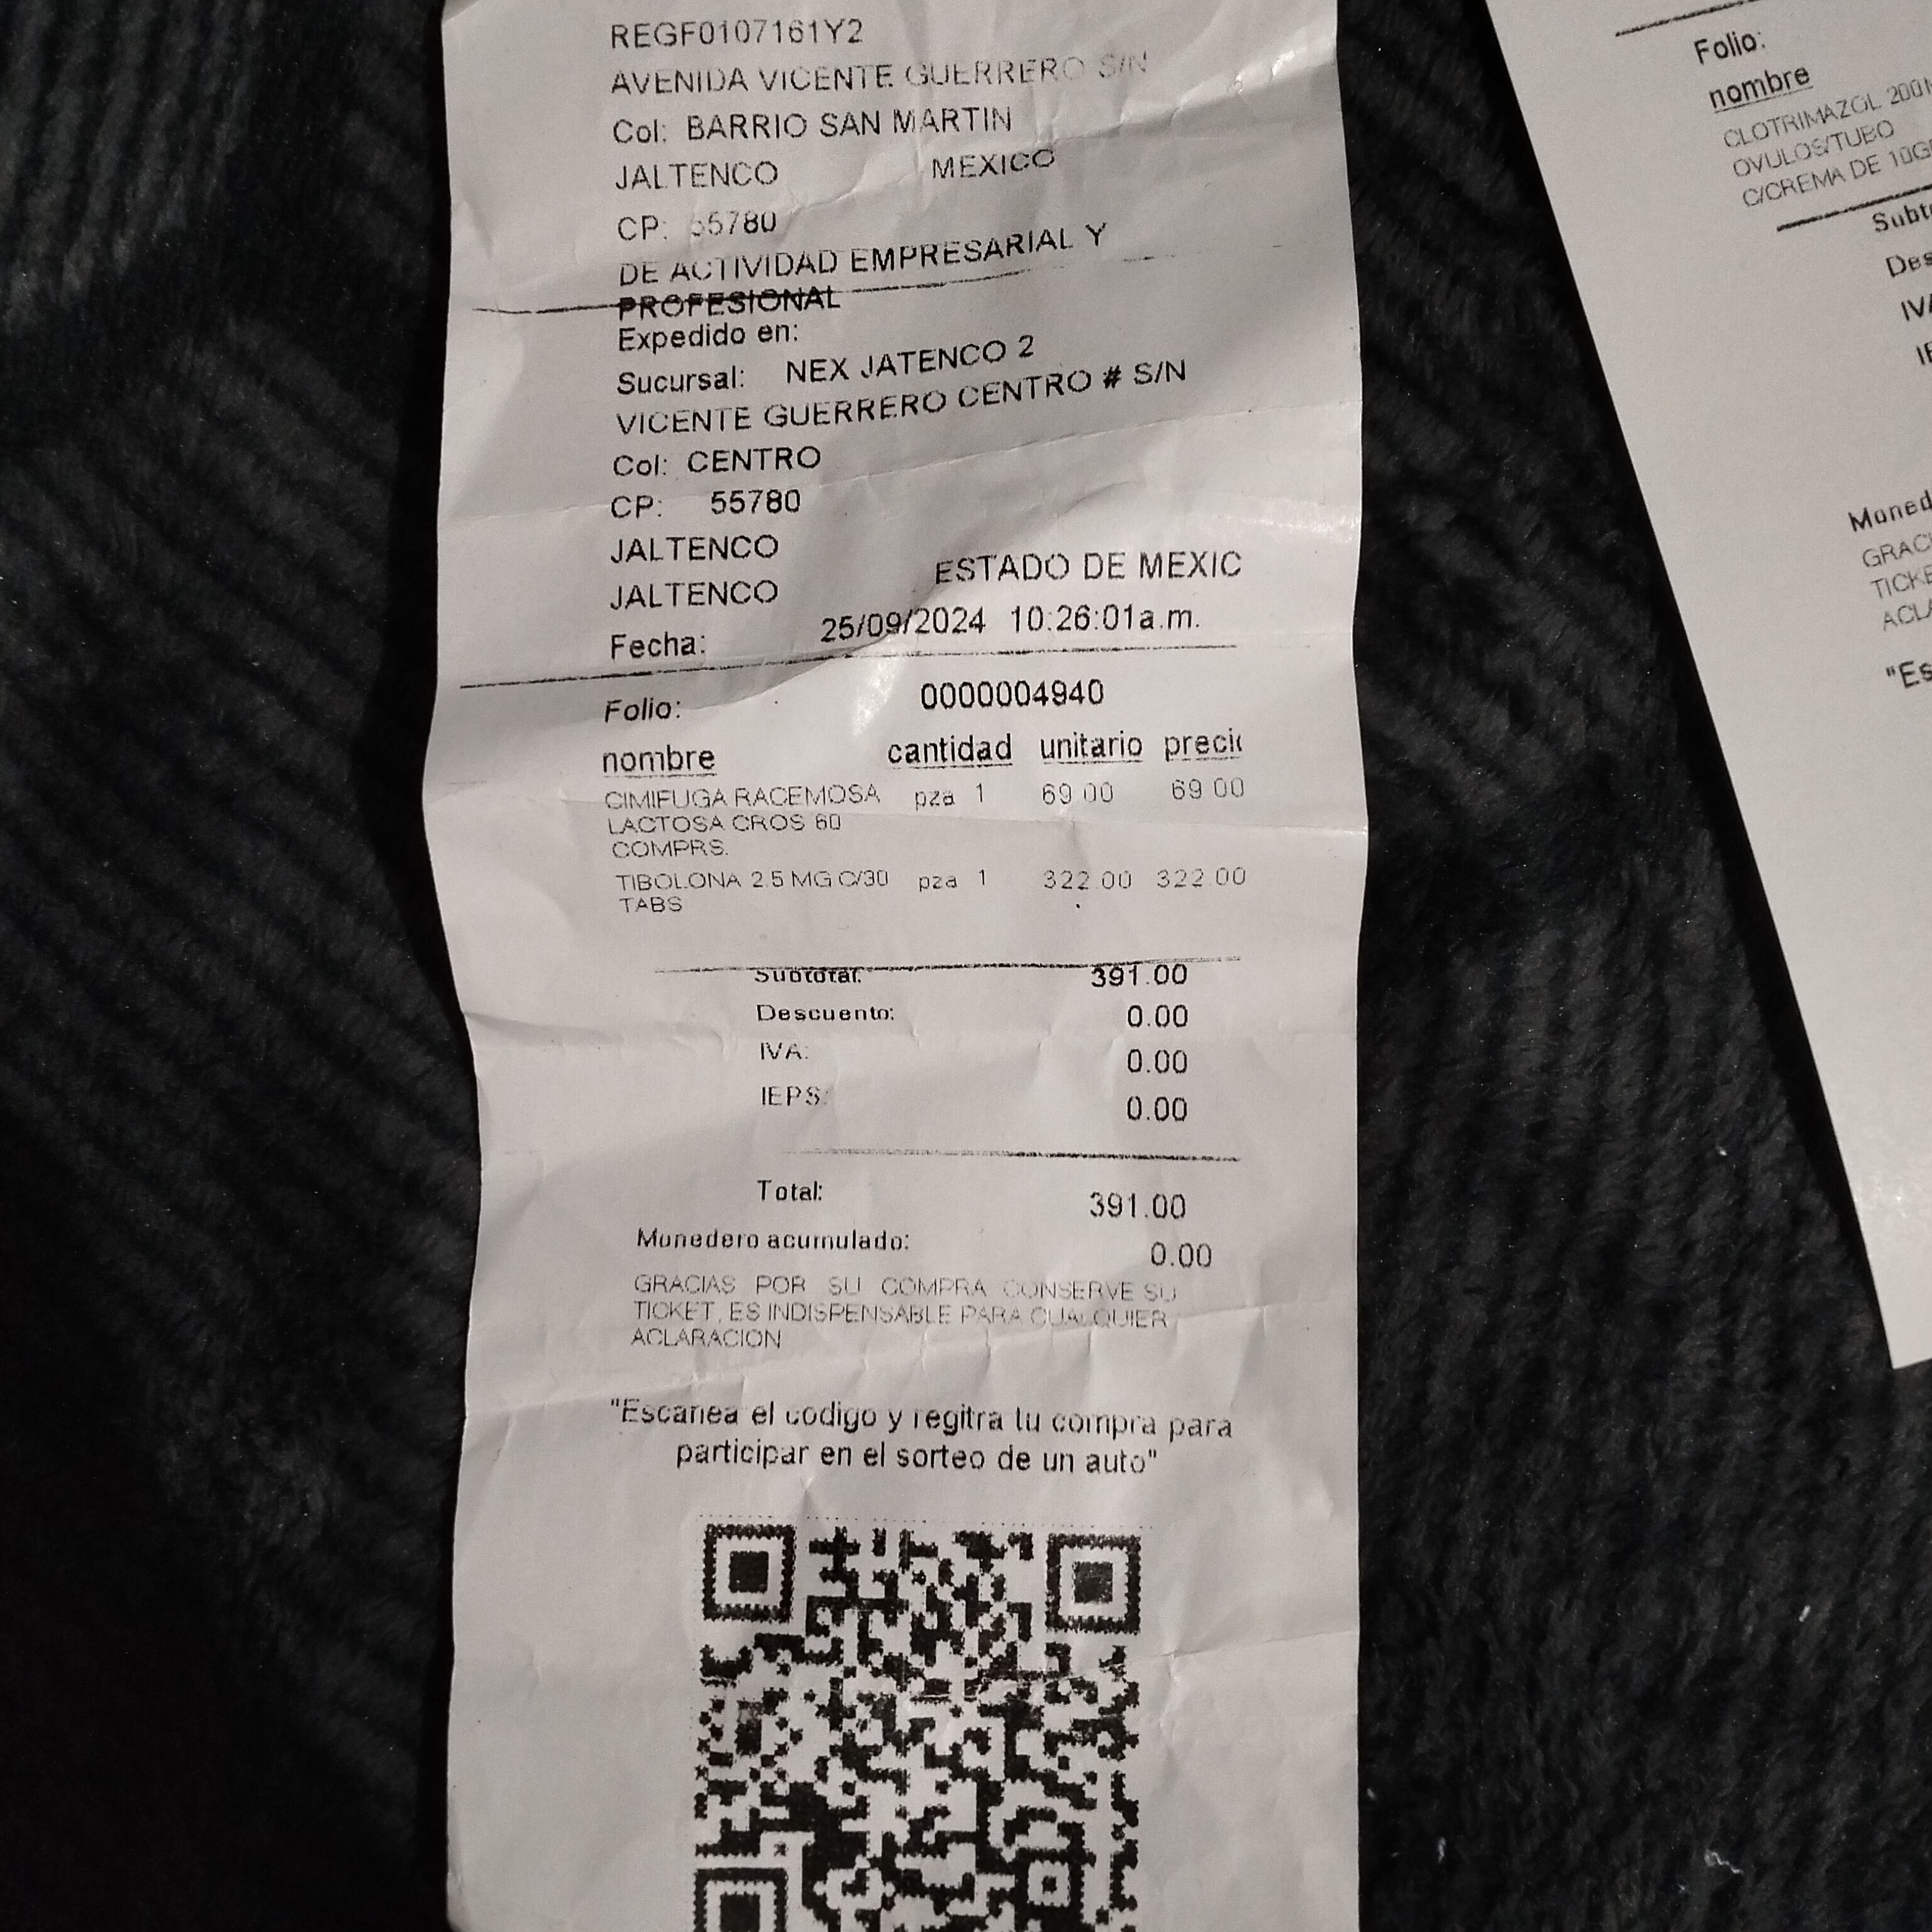 REGF0107161Y2
AVENIDA VICENTE GUERRERO S/N
Col: BARRIO SAN MARTIN
JALTENCO MEXICO
CP: 55780
DE ACTIVIDAD EMPRESARIAL Y
PROFESIONAL
Expedido en:
Sucursal: NEX JATENCO 2
VICENTE GUERRERO CENTRO # S/N
Col: CENTRO
CP: 55780
JALTENCO
JALTENCO ESTADO DE MEXIC
Fecha: 25/09/2024 10:26:01a.m.
Folio: 0000004940
nombre cantidad unitario
CIMIFUGA RACEMOSA pza 1 69.00 69.00
LACTOSA CROS 60
COMPRS.
TIBOLONA 2.5 MG C/30 pza 1 322.00 322.00
TABS
Subtotal: 391.00
Descuento: 0.00
IVA: 0.00
IEPS: 0.00
Total: 391.00
Monedero acumulado: 0.00
GRACIAS POR SU COMPRA CONSERVE SU
TICKET, ES INDISPENSABLE PARA CUALQUIER
ACLARACION
"Escanea el codigo y regitra tu compra para
participar en el sorteo de un auto"
Folio:
nombre
CLOTRIMAZOL
OVULOS/TUBO
C/CREMA DE